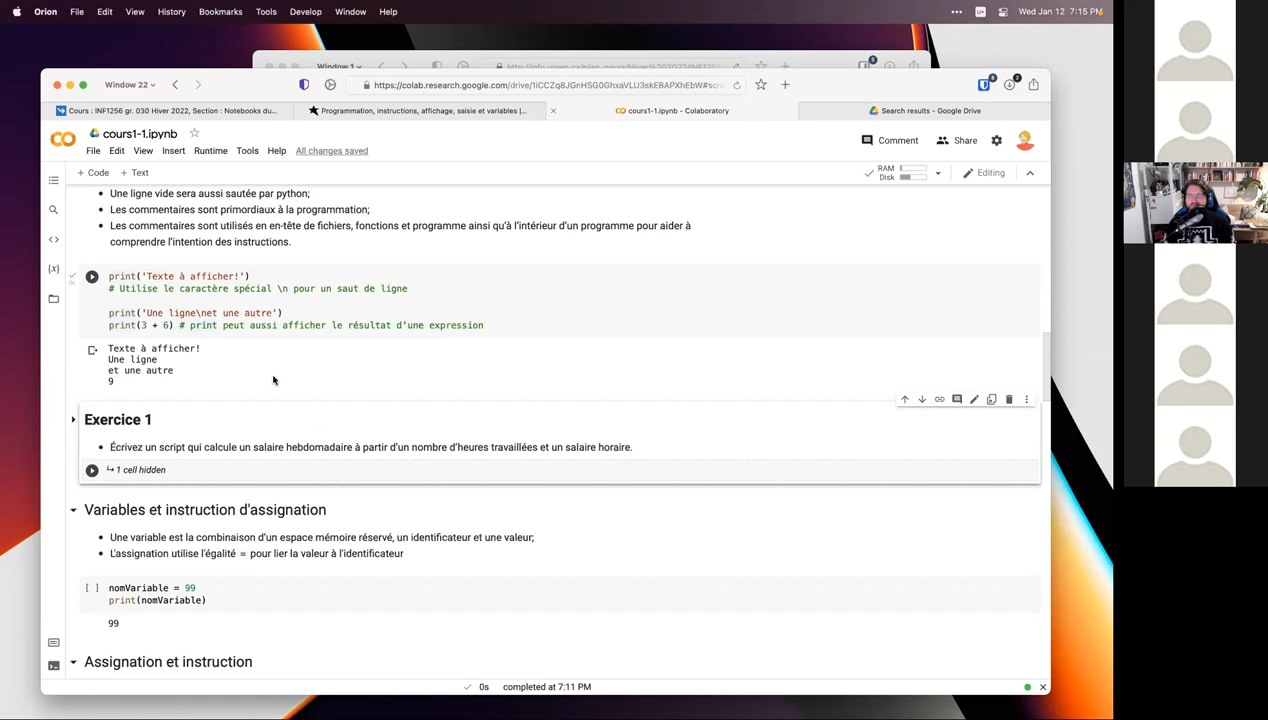 Orion File Edit View History Bookmarks Tools Develop Window Help Wed Jan 12 7:15 PM
Window 1
Window 22 https://colab.research.google.com/drive/1iCCZq8JGnHSG0GhxaVLU3skEBAPXhEbW#scro
Cours : INF1256 gr. 030 Hiver 2022, Section : Notebooks du... Programmation, instructions, affichage, saisie et variables |... cours1-1.ipynb - Colaboratory Search results - Google Drive
cours1-1.ipynb
Comment Share
File Edit View Insert Runtime Tools Help All changes saved
+ Code + Text RAM Disk Editing
• Une ligne vide sera aussi sautée par python;
• Les commentaires sont primordiaux à la programmation;
• Les commentaires sont utilisés en en-tête de fichiers, fonctions et programme ainsi qu'à l'intérieur d'un programme pour aider à
comprendre l'intention des instructions.
print('Texte à afficher!')
# Utilise le caractère spécial \n pour un saut de ligne
print('Une ligne\net une autre')
print(3 + 6) # print peut aussi afficher le résultat d'une expression
Texte à afficher!
Une ligne
et une autre
9
Exercice 1
• Écrivez un script qui calcule un salaire hebdomadaire à partir d'un nombre d'heures travaillées et un salaire horaire.
1 cell hidden
Variables et instruction d'assignation
• Une variable est la combinaison d'un espace mémoire réservé, un identificateur et une valeur;
• L'assignation utilise l'égalité = pour lier la valeur à l'identificateur
[ ] nomVariable = 99
print(nomVariable)
99
Assignation et instruction
0s completed at 7:11 PM